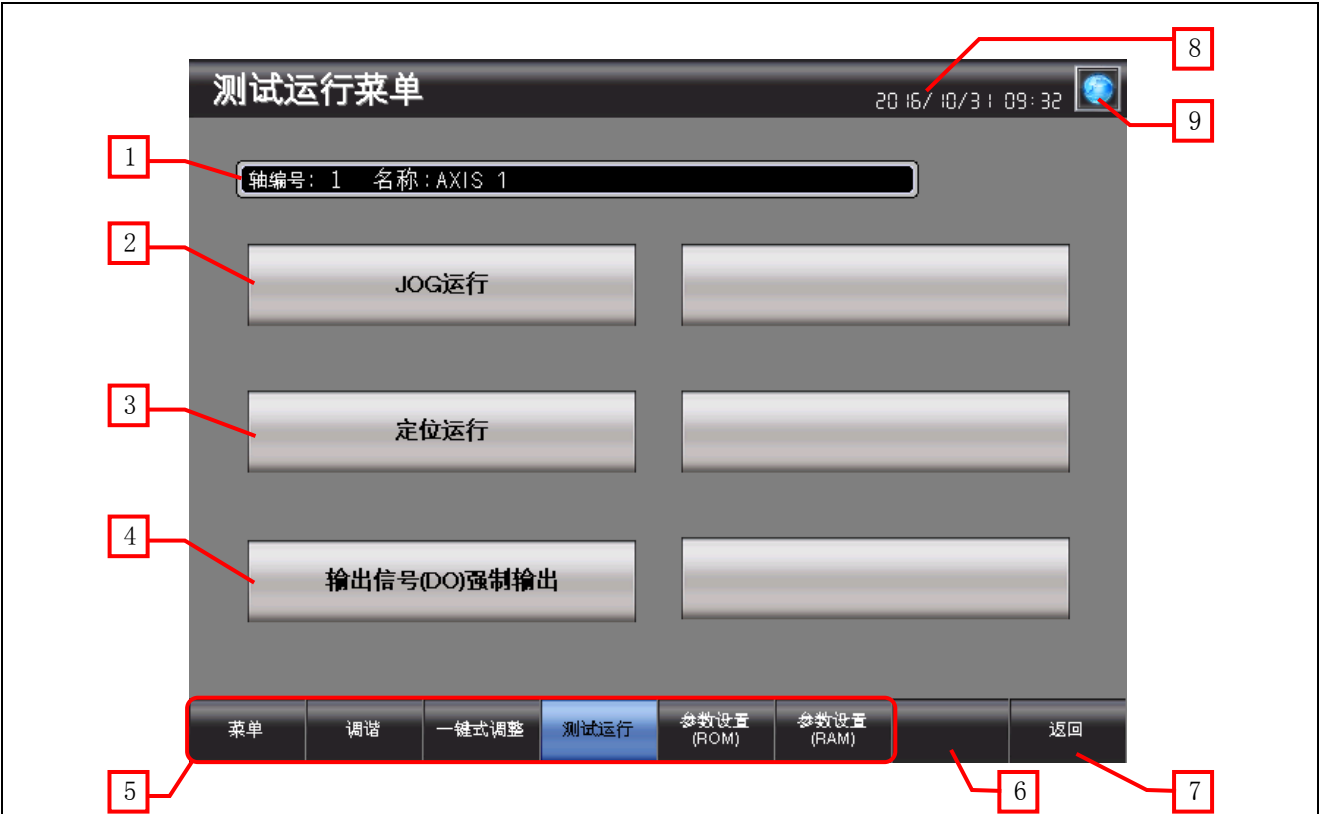 8
测试运行菜单
2016/10/31 09:32
9
1
轴编号: 1 名称:AXIS 1
2
JOG运行
3
定位运行
4
输出信号(DO)强制输出
菜单
调谐
一键式调整
测试运行
参数设置
(ROM)
参数设置
(RAM)
返回
5
6
7